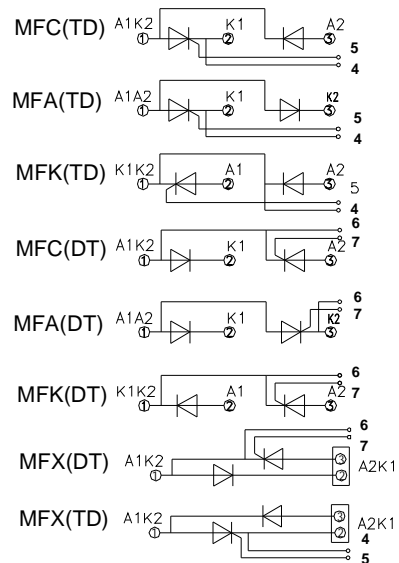 MFC(TD) A1K2 K1 A2
1 2 3
5
4
MFA(TD) A1A2 K1 K2
1 2 3
5
4
MFK(TD) K1K2 A1 A2
1 2 3
5
4
MFC(DT) A1K2 K1 A2
6
7
1 2 3
MFA(DT) A1A2 K1 K2
6
7
1 2 3
MFK(DT) K1K2 A1 A2
6
7
1 2 3
MFX(DT) A1K2 A2K1
6
7
3
1 2
MFX(TD) A1K2 A2K1
3
1 2
4
5